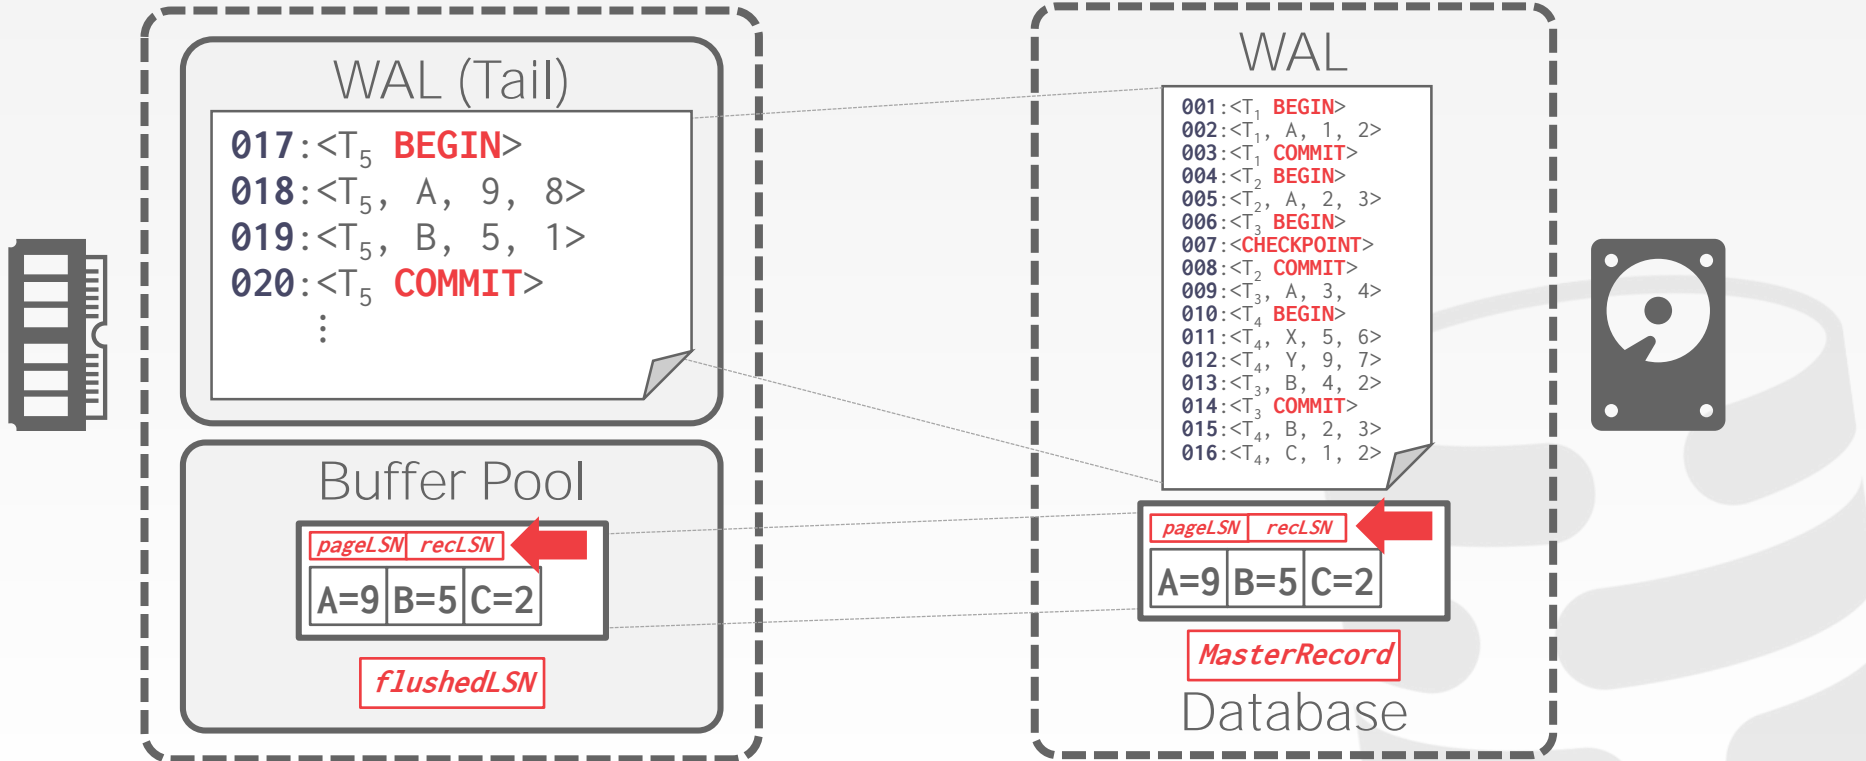 WAL (Tail)
017:<T5 BEGIN>
018:<T5, A, 9, 8>
019:<T5, B, 5, 1>
020:<T5 COMMIT>
⋮
Buffer Pool
pageLSN recLSN
A=9 B=5 C=2
flushedLSN
WAL
001:<T1 BEGIN>
002:<T1, A, 1, 2>
003:<T1 COMMIT>
004:<T2 BEGIN>
005:<T2, A, 2, 3>
006:<T3 BEGIN>
007:<CHECKPOINT>
008:<T2 COMMIT>
009:<T3, A, 3, 4>
010:<T4 BEGIN>
011:<T4, X, 5, 6>
012:<T4, Y, 9, 7>
013:<T3, B, 4, 2>
014:<T3 COMMIT>
015:<T4, B, 2, 3>
016:<T4, C, 1, 2>
pageLSN recLSN
A=9 B=5 C=2
MasterRecord
Database